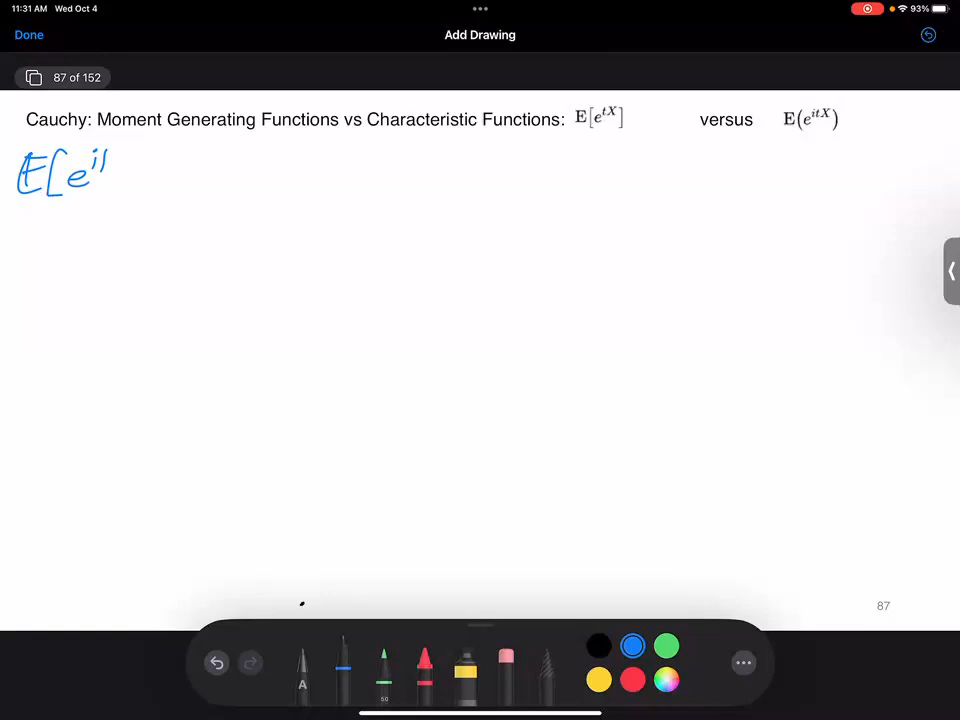 11:31 AM Wed Oct 4
93%
Done
Add Drawing
87 of 152
Cauchy: Moment Generating Functions vs Characteristic Functions: E[e^{tX}] versus E(e^{itX})
𝔼[e^i
87
A
50